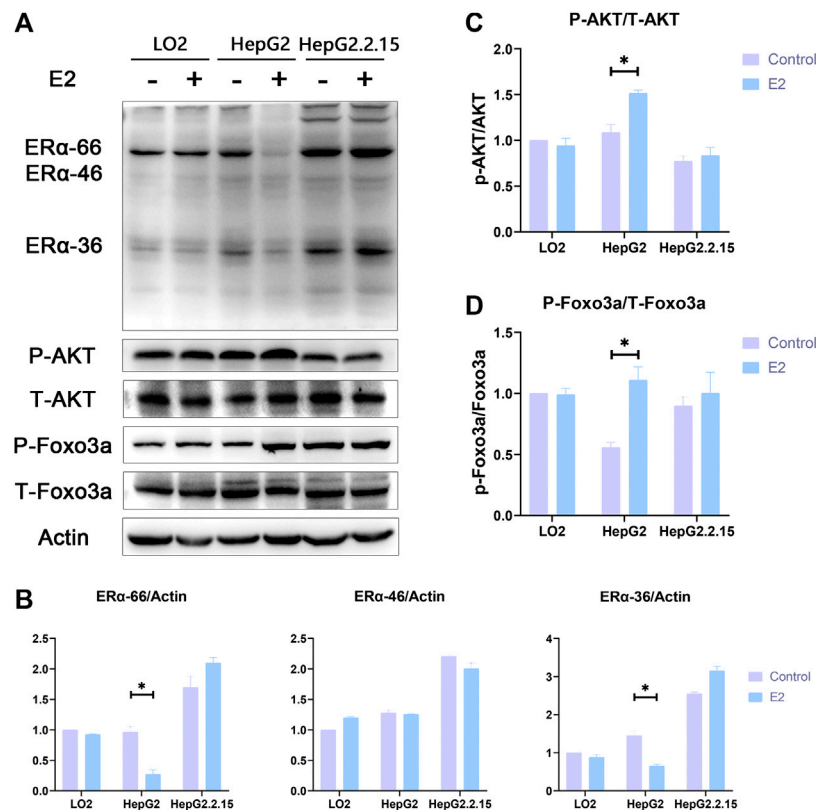 A
LO2 HepG2 HepG2.2.15
E2 - + - + - +
ERα-66
ERα-46
ERα-36
P-AKT
T-AKT
P-Foxo3a
T-Foxo3a
Actin
C
P-AKT/T-AKT
p-AKT/AKT
2.0
1.5
1.0
0.5
0.0
*
LO2 HepG2 HepG2.2.15
Control
E2
D
P-Foxo3a/T-Foxo3a
p-Foxo3a/Foxo3a
1.5
1.0
0.5
0.0
*
LO2 HepG2 HepG2.2.15
Control
E2
B
ERα-66/Actin
2.5
2.0
1.5
1.0
0.5
0.0
*
LO2 HepG2 HepG2.2.15
ERα-46/Actin
2.5
2.0
1.5
1.0
0.5
0.0
LO2 HepG2 HepG2.2.15
ERα-36/Actin
4
3
2
1
0
*
LO2 HepG2 HepG2.2.15
Control
E2